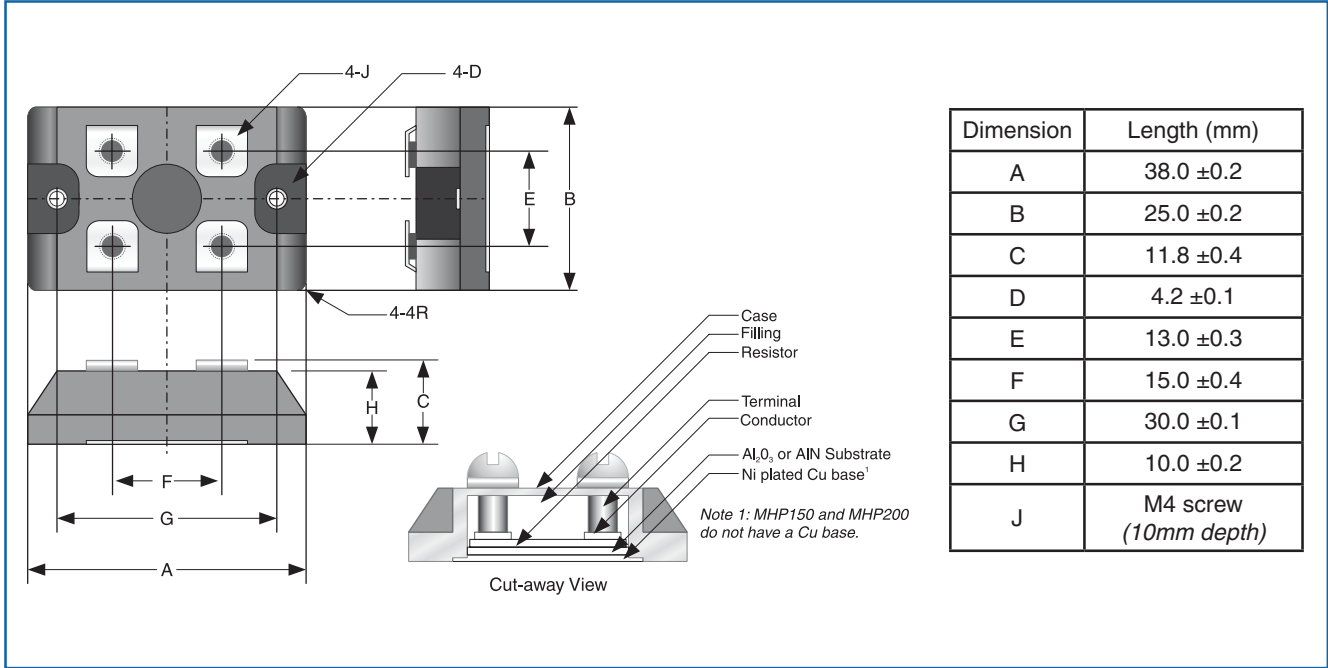 4-J
4-D
E
B
4-4R
H
C
F
G
A
Case
Filling
Resistor
Terminal
Conductor
Al₂0₃ or AlN Substrate
Ni plated Cu base¹
Note 1: MHP150 and MHP200
do not have a Cu base.
Cut-away View
Dimension Length (mm)
A 38.0 ±0.2
B 25.0 ±0.2
C 11.8 ±0.4
D 4.2 ±0.1
E 13.0 ±0.3
F 15.0 ±0.4
G 30.0 ±0.1
H 10.0 ±0.2
J M4 screw
(10mm depth)